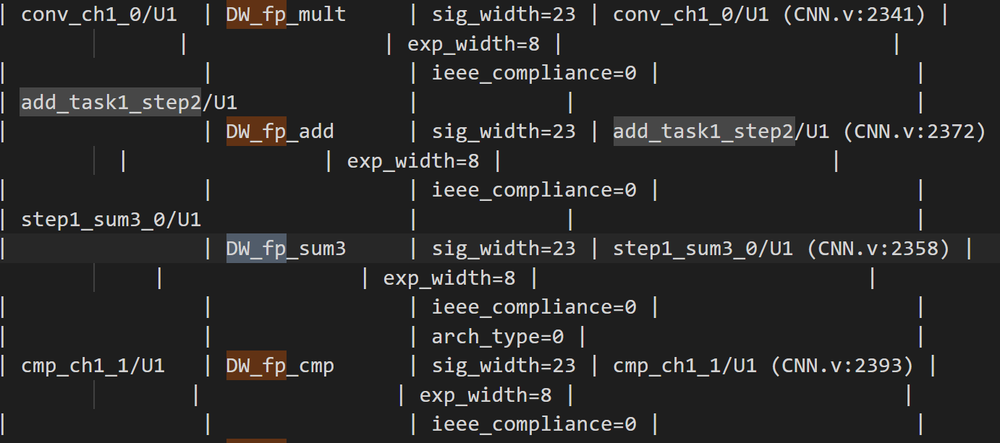 | conv_ch1_0/U1  | DW_fp_mult     | sig_width=23 | conv_ch1_0/U1 (CNN.v:2341) |
|                | exp_width=8 |                            |
|                |                | ieee_compliance=0 |                     |
| add_task1_step2/U1              |            |                            |
|                | DW_fp_add      | sig_width=23 | add_task1_step2/U1 (CNN.v:2372)
|                | exp_width=8 |                            |
|                |                | ieee_compliance=0 |                     |
| step1_sum3_0/U1                 |            |                            |
|                | DW_fp_sum3     | sig_width=23 | step1_sum3_0/U1 (CNN.v:2358) |
|                | exp_width=8 |                            |
|                |                | ieee_compliance=0 |                     |
|                |                | arch_type=0 |                           |
| cmp_ch1_1/U1   | DW_fp_cmp      | sig_width=23 | cmp_ch1_1/U1 (CNN.v:2393) |
|                | exp_width=8 |                            |
|                |                | ieee_compliance=0 |                     |